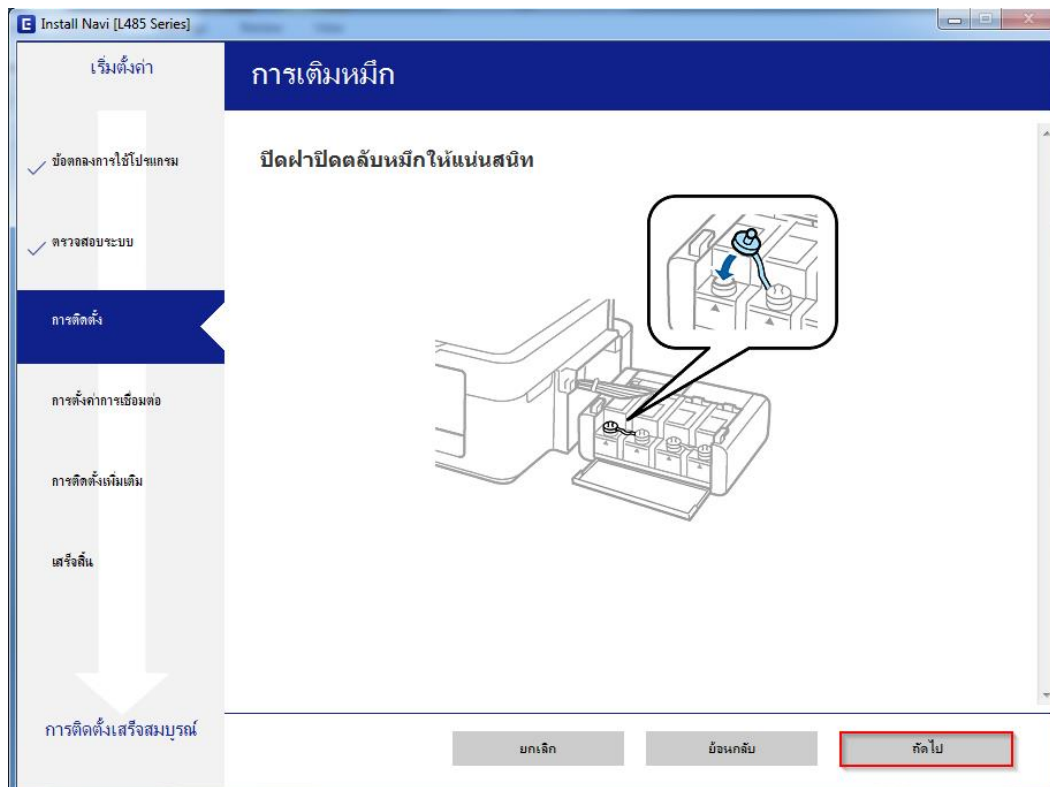 Install Navi [L485 Series]
เริ่มตั้งค่า
ข้อตกลงการใช้โปรแกรม
ตรวจสอบระบบ
การติดตั้ง
การตั้งค่าการเชื่อมต่อ
การติดตั้งเพิ่มเติม
เสร็จสิ้น
การติดตั้งเสร็จสมบูรณ์
การเติมหมึก
ปิดฝาปิดตลับหมึกให้แน่นสนิท
ยกเลิก
ย้อนกลับ
ถัดไป